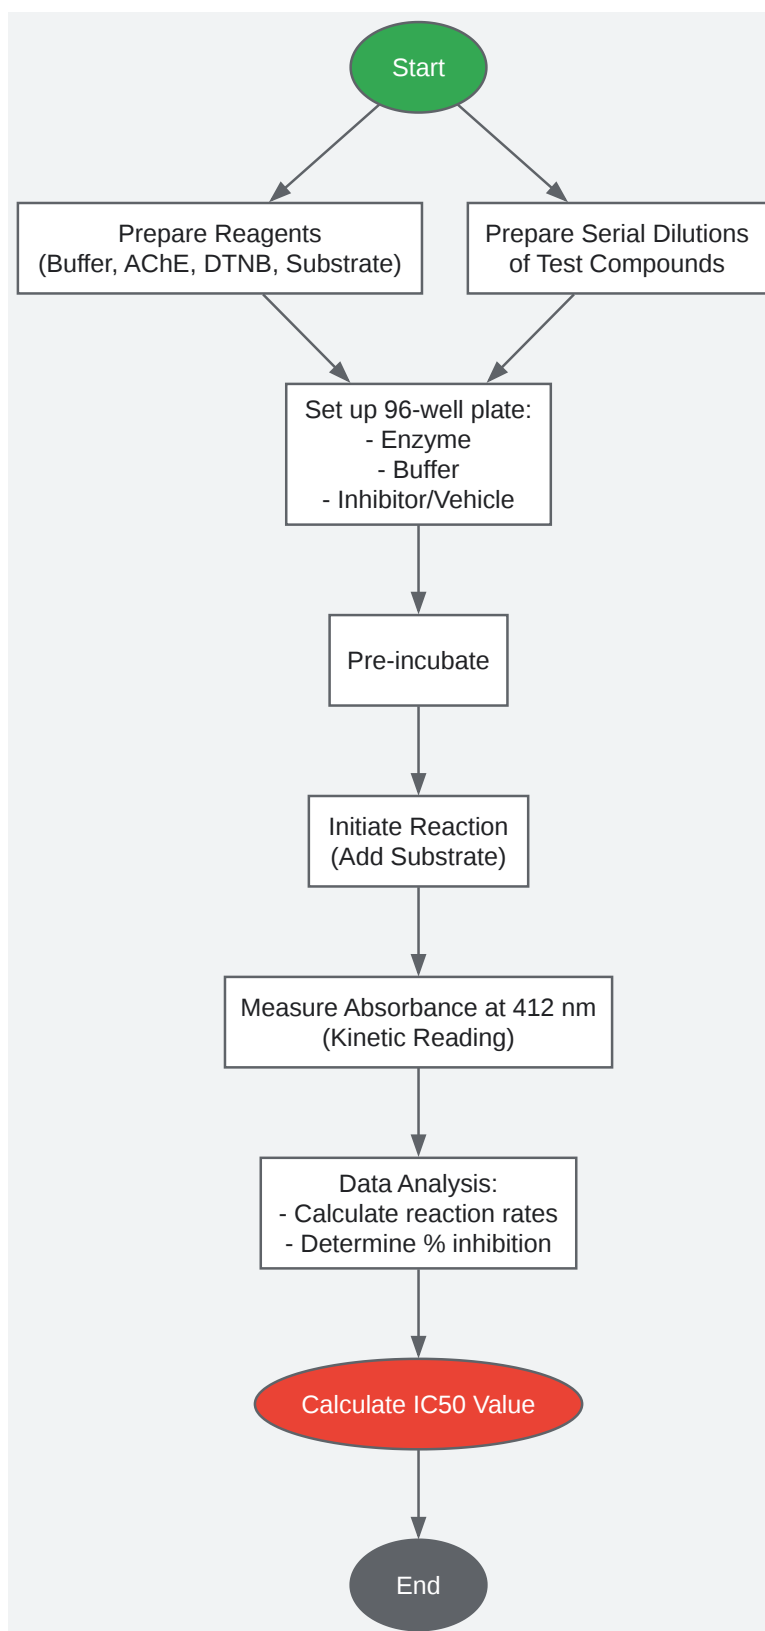 Start
Prepare Reagents
(Buffer, AChE, DTNB, Substrate)
Prepare Serial Dilutions
of Test Compounds
Set up 96-well plate:
- Enzyme
- Buffer
- Inhibitor/Vehicle
Pre-incubate
Initiate Reaction
(Add Substrate)
Measure Absorbance at 412 nm
(Kinetic Reading)
Data Analysis:
- Calculate reaction rates
- Determine % inhibition
Calculate IC50 Value
End